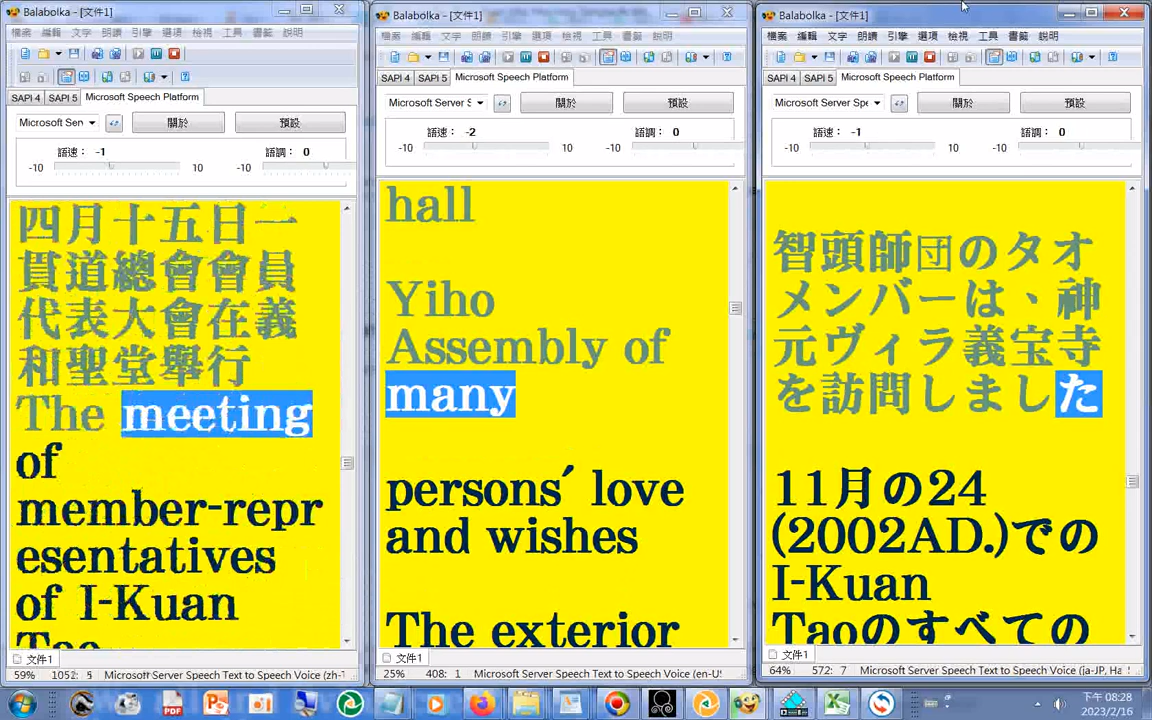 Balabolka - [文件1]
檔案 編輯 文字 朗讀 引擎 選項 檢視 工具 書籤 說明
SAPI 4 SAPI 5 Microsoft Speech Platform
Microsoft Ser 關於 預設
語速： -1 語調： 0
-10 10 -10
四月十五日一
貫道總會會員
代表大會在義
和聖堂舉行
The meeting
of
member-repr
esentatives
of I-Kuan
Tao
文件1
59% 1052: 5 Microsoft Server Speech Text to Speech Voice (zh-T
Balabolka - [文件1]
檔案 編輯 文字 朗讀 引擎 選項 檢視 工具 書籤 說明
SAPI 4 SAPI 5 Microsoft Speech Platform
Microsoft Server S 關於 預設
語速： -2 語調： 0
-10 10 -10
hall
Yiho
Assembly of
many
persons′ love
and wishes
The exterior
文件1
25% 408: 1 Microsoft Server Speech Text to Speech Voice (en-US
Balabolka - [文件1]
檔案 編輯 文字 朗讀 引擎 選項 檢視 工具 書籤 說明
SAPI 4 SAPI 5 Microsoft Speech Platform
Microsoft Server Spe 關於 預設
語速： -1 語調： 0
-10 10 -10
智頭師団のタオ
メンバーは、神
元ヴィラ義宝寺
を訪問しました
11月の24
(2002AD.)での
I-Kuan
Taoのすべての
文件1
64% 572: 7 Microsoft Server Speech Text to Speech Voice (ja-JP, Ha
下午 08:28
2023/2/16